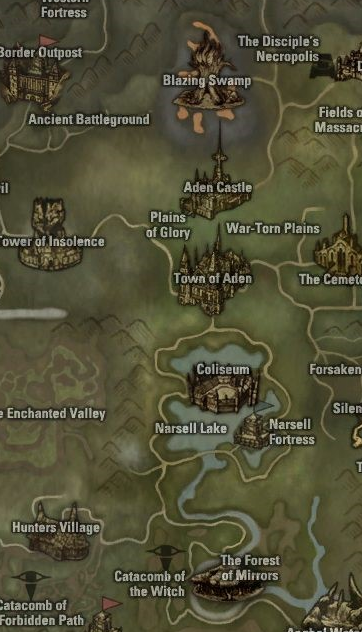 Western
Fortress
Border Outpost
The Disciple's
Necropolis
Blazing Swamp
Ancient Battleground
Fields o
Massac
Aden Castle
Plains
of Glory
War-Torn Plains
Tower of Insolence
Town of Aden
The Cemet
Coliseum
Forsaken
e Enchanted Valley
Narsell Lake
Narsell
Fortress
Silen
Hunters Village
Catacomb of
the Witch
The Forest
of Mirrors
Catacomb of
Forbidden Path